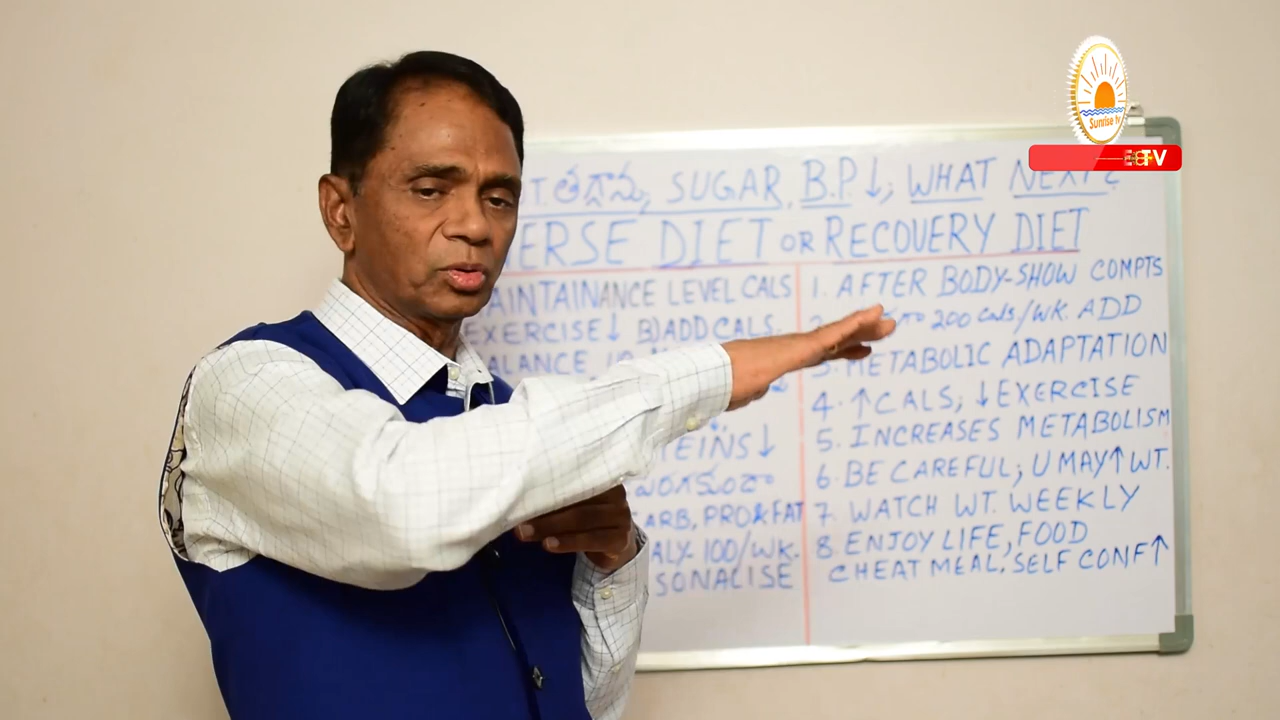 T. తగ్గాను, SUGAR, B.P.↓, WHAT NEXT ?
ERSE DIET OR RECOVERY DIET
AINTAINANCE LEVEL CALS
EXERCISE↓ B) ADD CALS.
ALANCE
TEINS↓
ARB, PRO & FAT
ALY- 100/WK.
SONALISE
1. AFTER BODY-SHOW COMPTS
200 Cals/WK. ADD
3. METABOLIC ADAPTATION
4. ↑CALS; ↓EXERCISE
5. INCREASES METABOLISM
6. BE CAREFUL; U MAY↑ WT.
7. WATCH WT. WEEKLY
8. ENJOY LIFE, FOOD
CHEAT MEAL. SELF CONF↑
Sunrise tv
TV